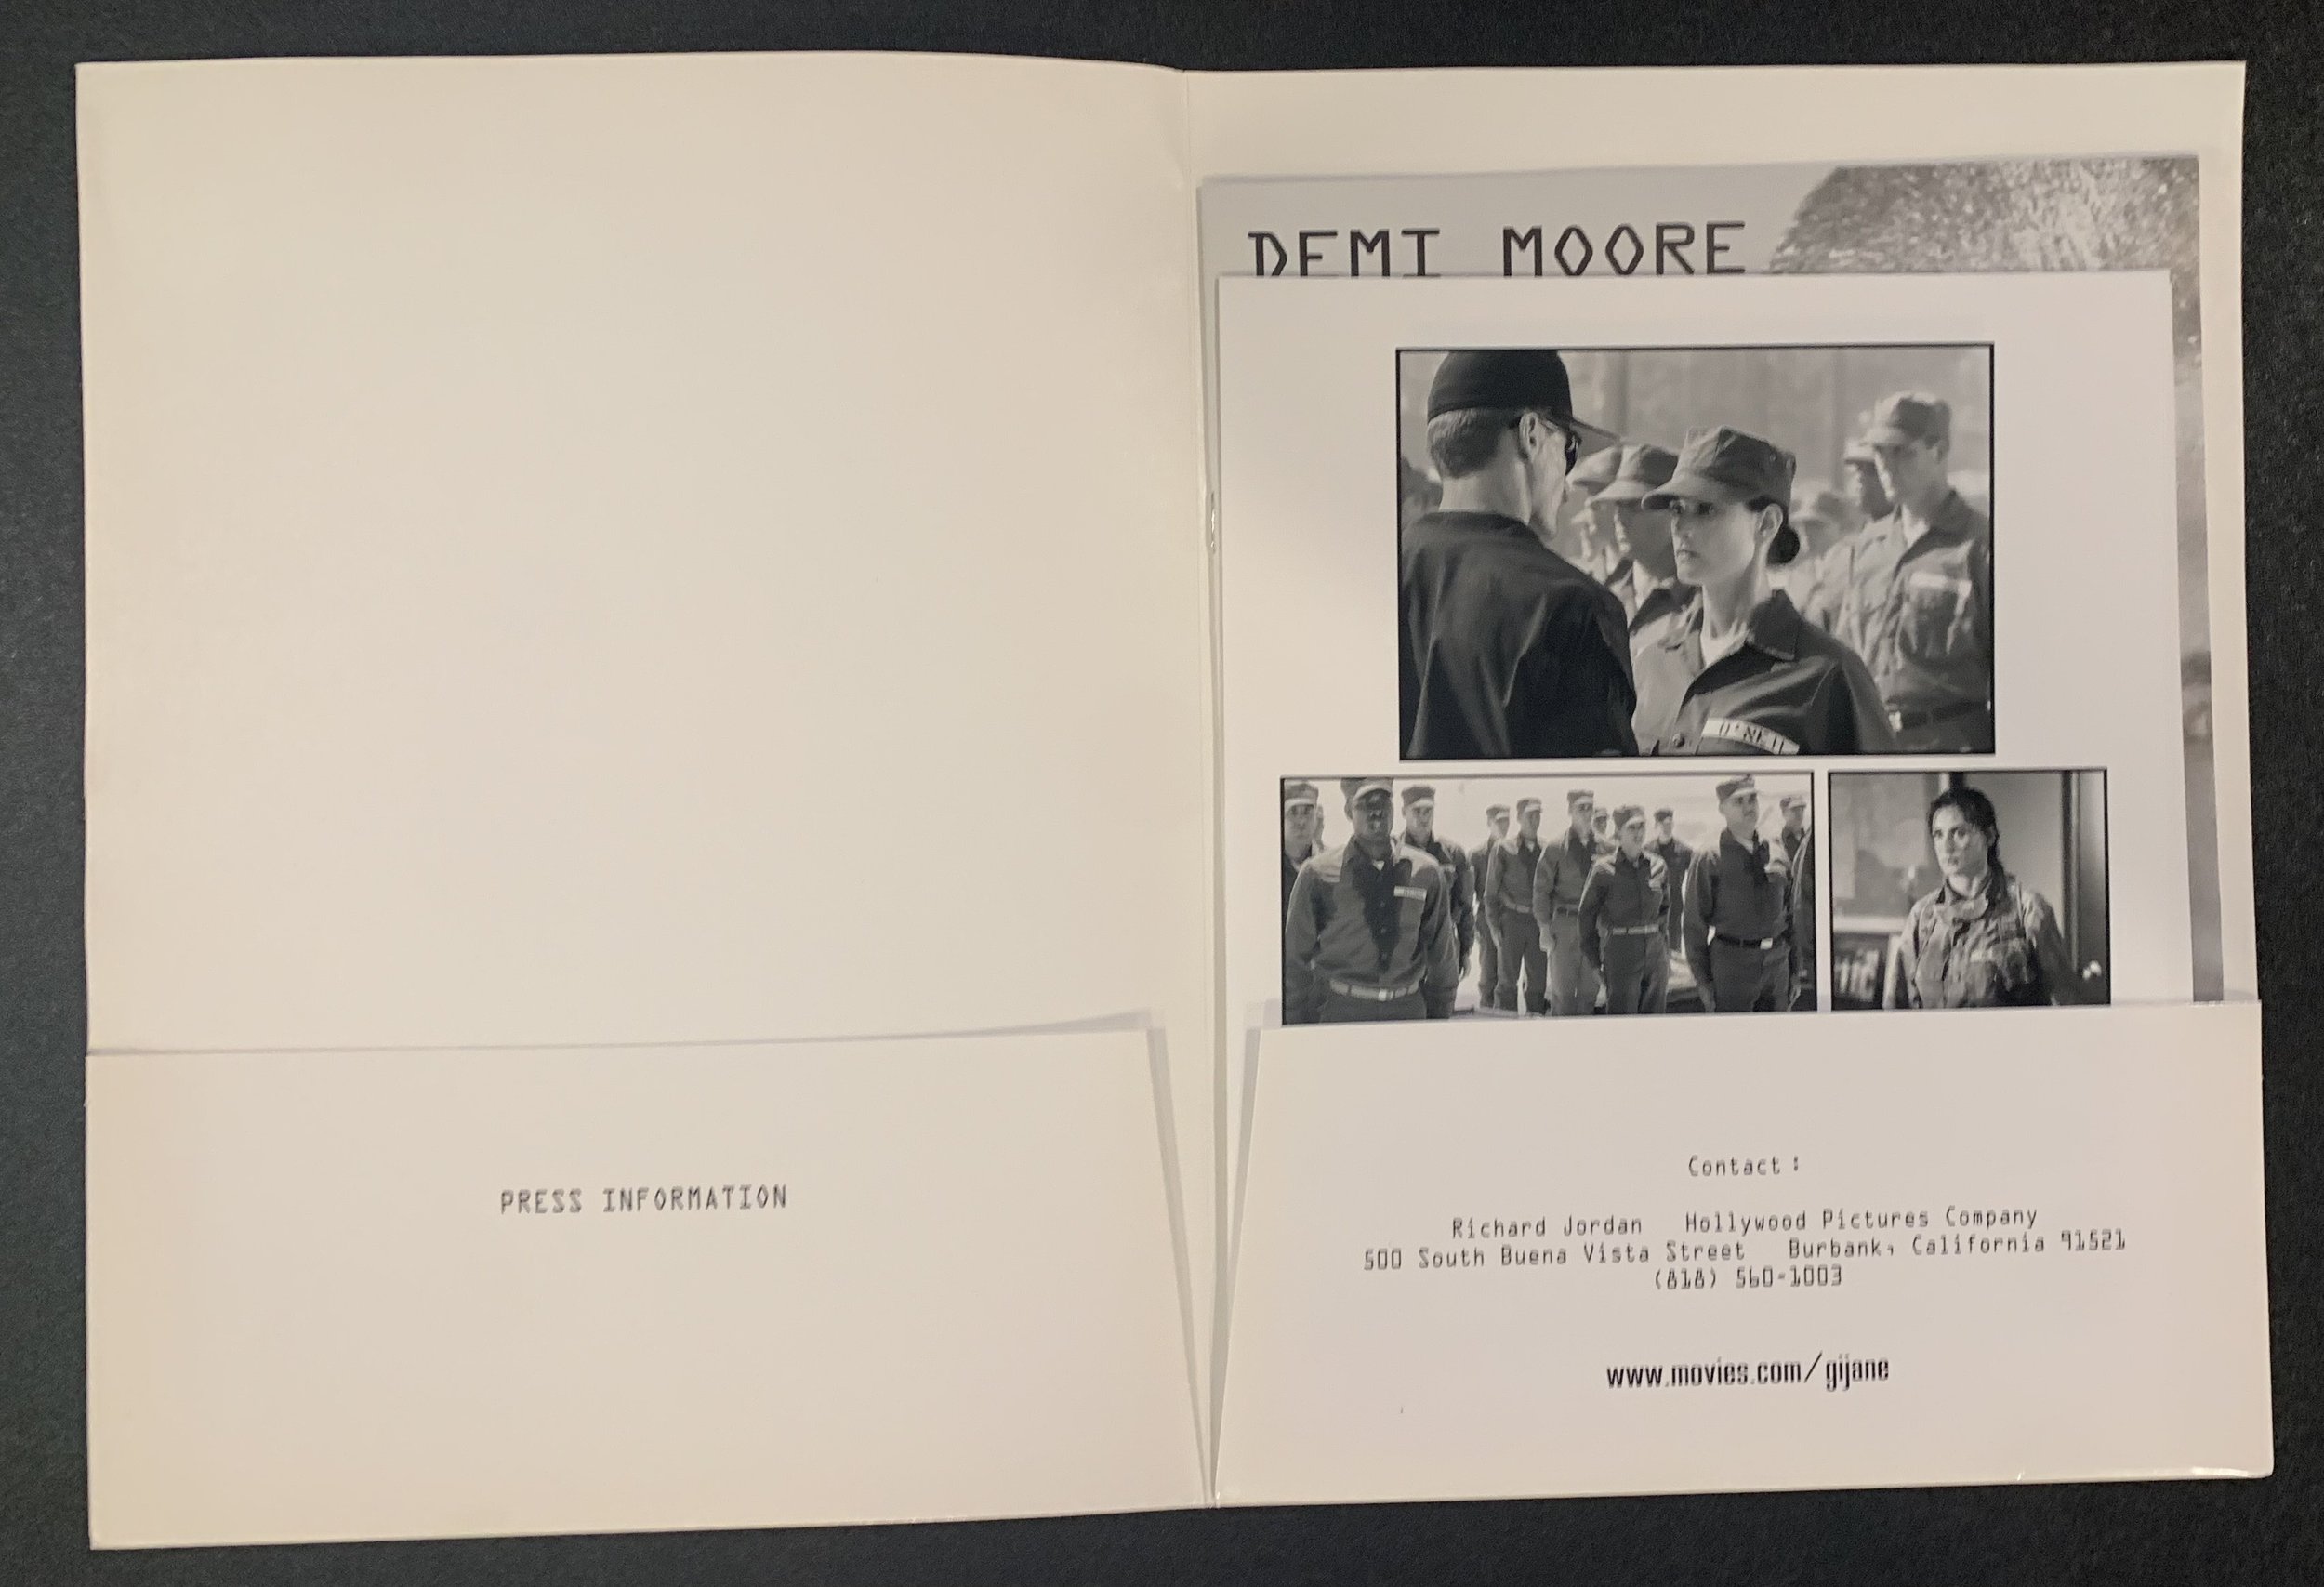 DEMI MOORE
O'NEIL
PRESS INFORMATION
Contact:
Richard Jordan Hollywood Pictures Company
500 South Buena Vista Street Burbank, California 91521
(818) 560-1003
www.movies.com/gijane